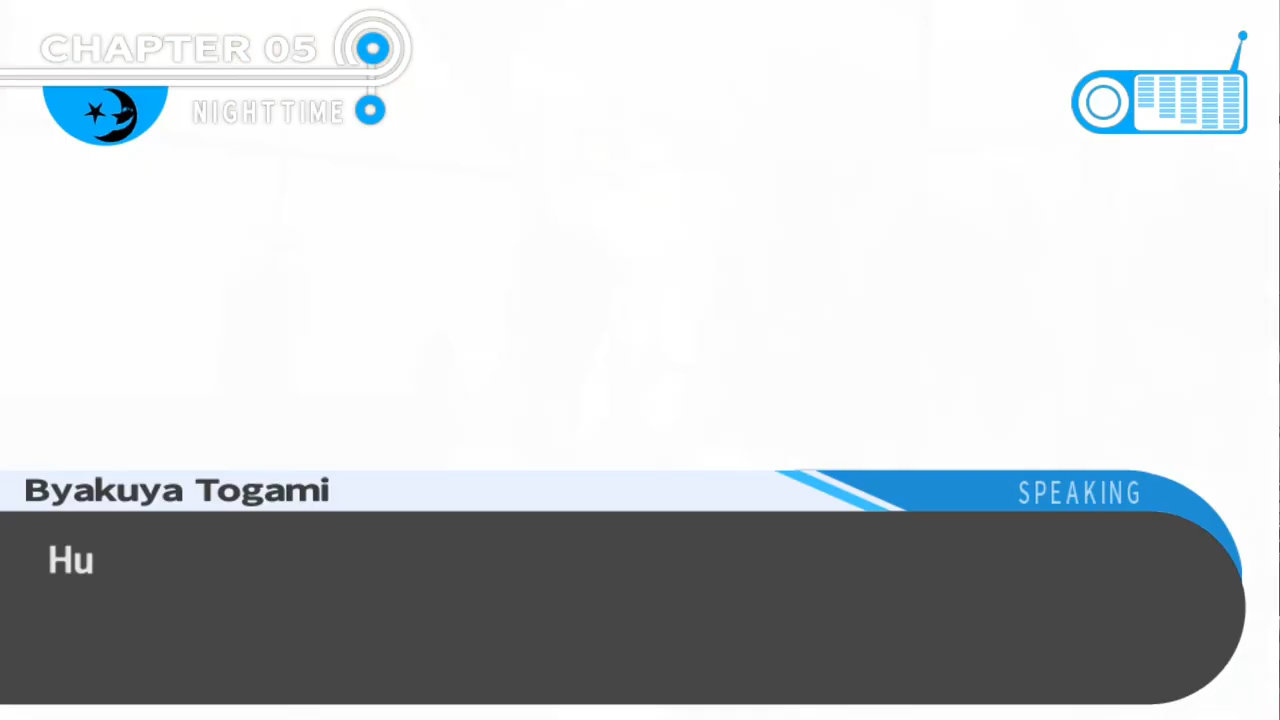 CHAPTER 05
NIGHTTIME
Byakuya Togami
SPEAKING
Hu